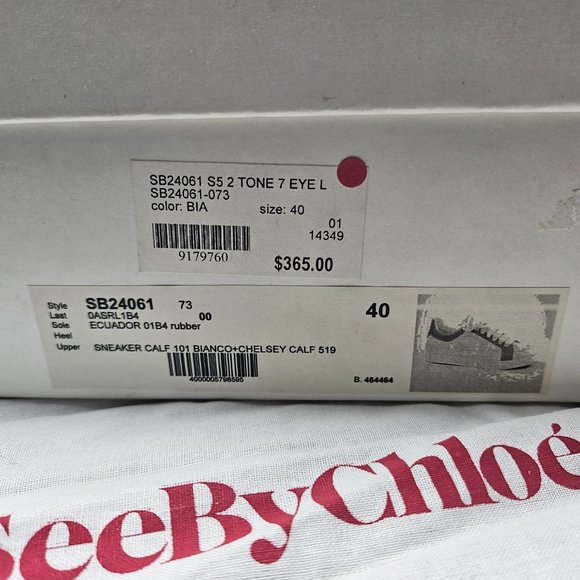 SB24061 S5 2 TONE 7 EYE L
SB24061-073
color: BIA size: 40
01
14349
9179760
$365.00
Style SB24061 73
40
Last 0ASRL1B4 00
Sole ECUADOR 01B4 rubber
Heel
Upper SNEAKER CALF 101 BIANCO+CHELSEY CALF 519
4000005798595
B. 464464
SeeByChloé